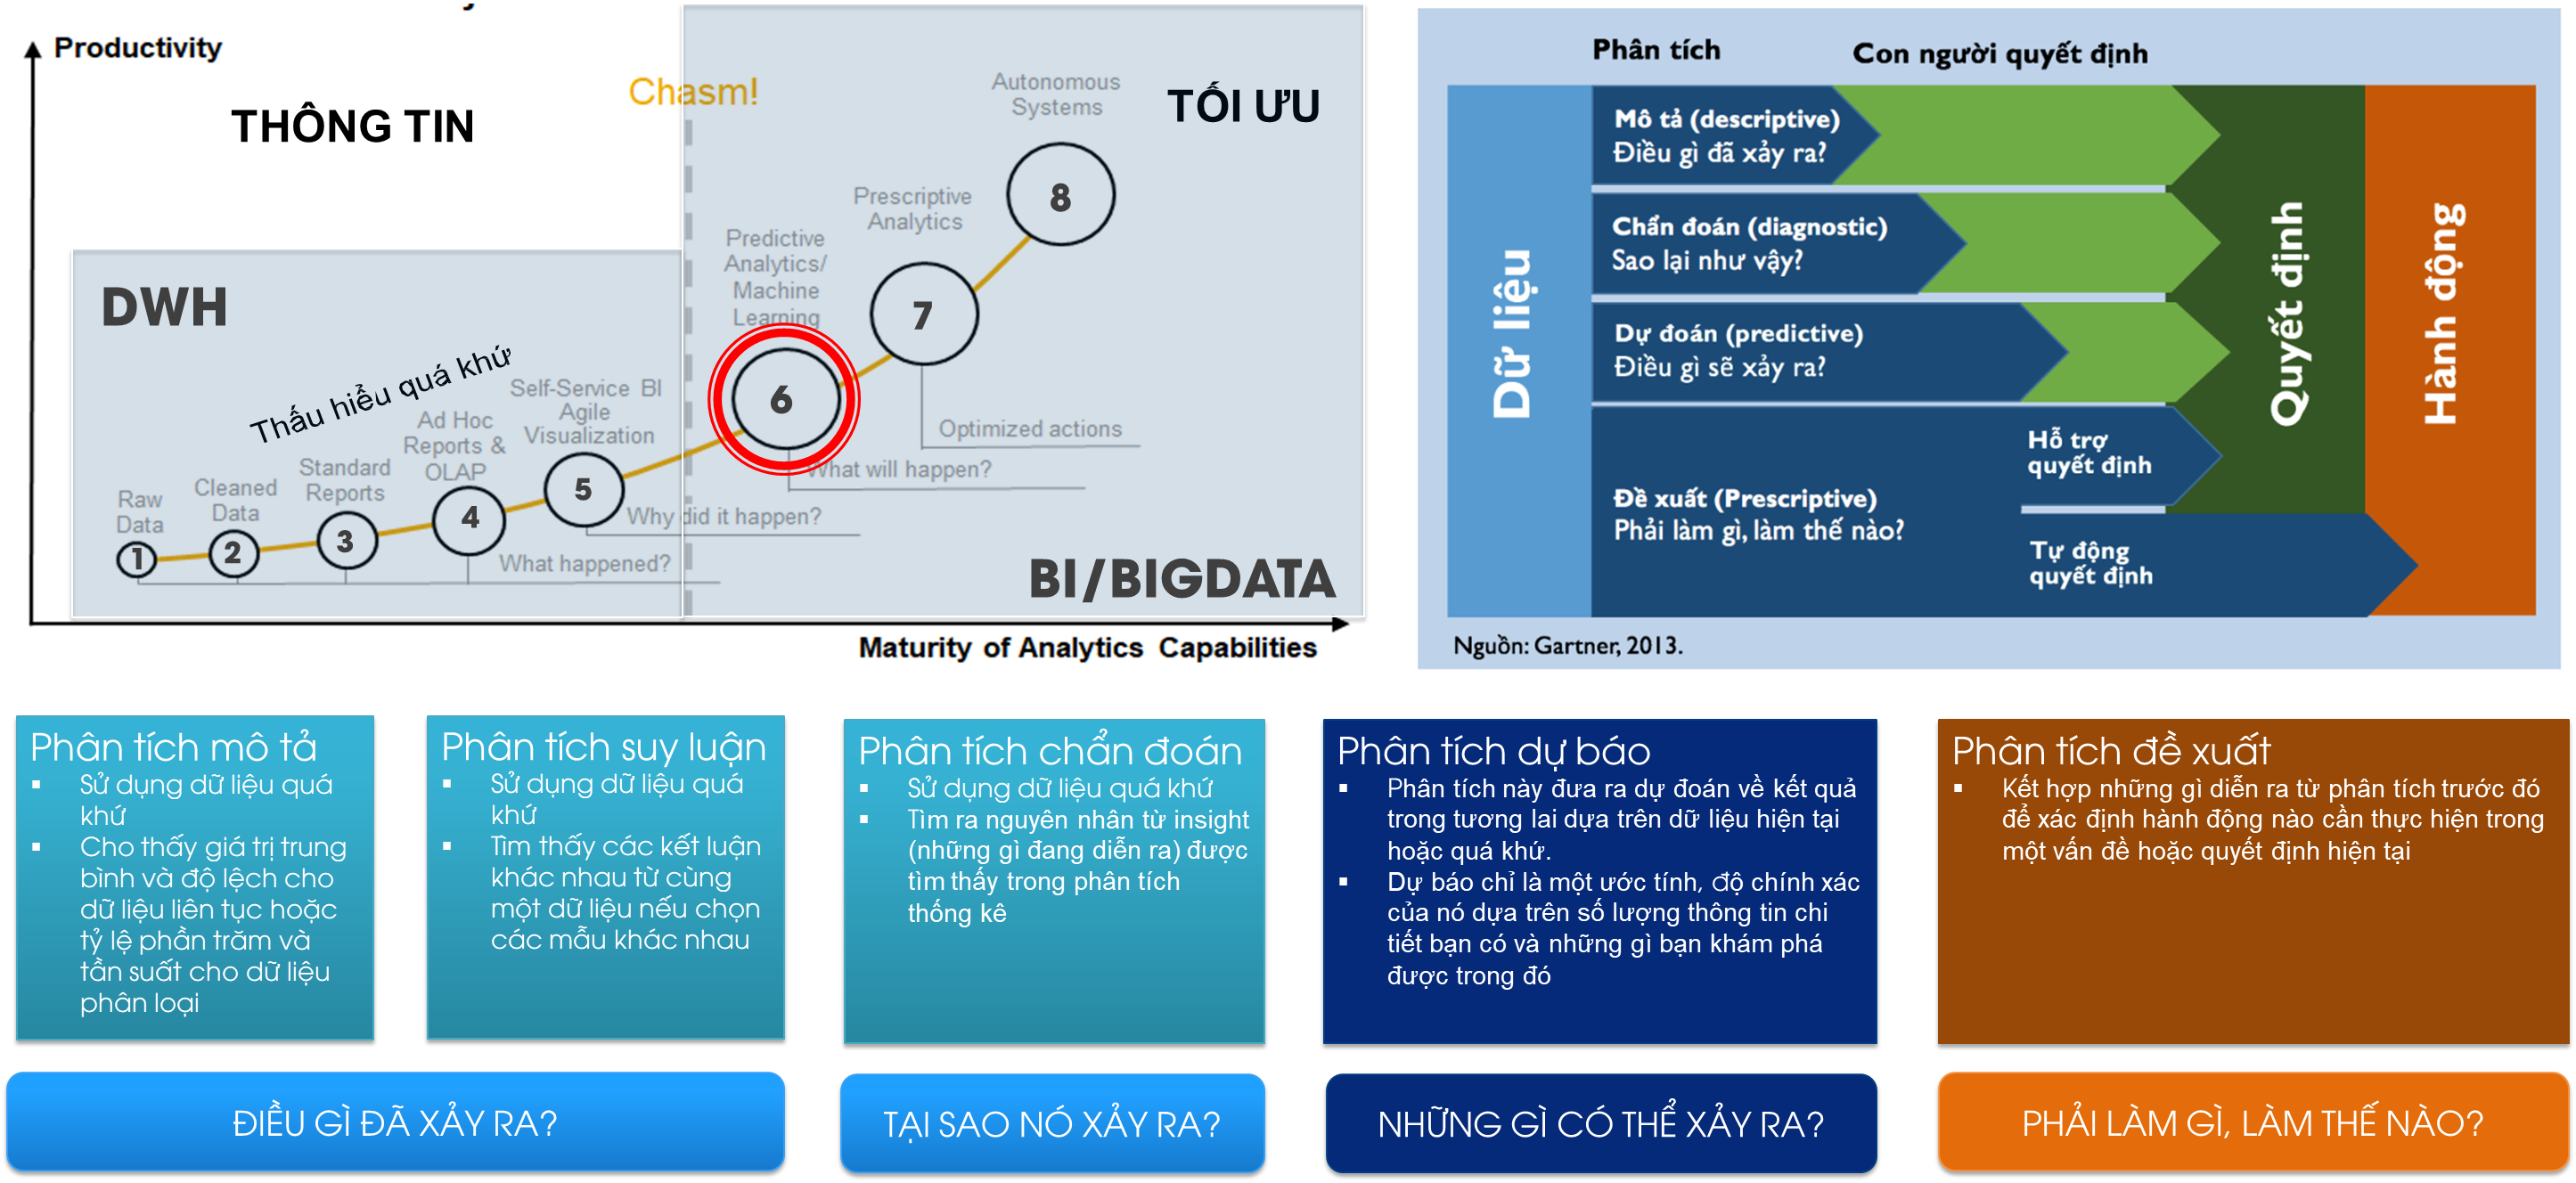 Productivity
THÔNG TIN
Chasm!
TỐI ƯU
Autonomous
Systems
8
Prescriptive
Analytics
7
Predictive
Analytics/
Machine
Learning
6
DWH
Thấu hiểu quá khứ
Self-Service BI
Agile
Visualization
5
Ad Hoc
Reports &
OLAP
4
Standard
Reports
3
Cleaned
Data
2
Raw
Data
1
Optimized actions
What will happen?
Why did it happen?
What happened?
BI/BIGDATA
Maturity of Analytics Capabilities
Phân tích
Con người quyết định
Dữ liệu
Mô tả (descriptive)
Điều gì đã xảy ra?
Chẩn đoán (diagnostic)
Sao lại như vậy?
Dự đoán (predictive)
Điều gì sẽ xảy ra?
Đề xuất (Prescriptive)
Phải làm gì, làm thế nào?
Hỗ trợ
quyết định
Tự động
quyết định
Quyết định
Hành động
Nguồn: Gartner, 2013.
Phân tích mô tả
▪ Sử dụng dữ liệu quá
khứ
▪ Cho thấy giá trị trung
bình và độ lệch cho
dữ liệu liên tục hoặc
tỷ lệ phần trăm và
tần suất cho dữ liệu
phân loại
Phân tích suy luận
▪ Sử dụng dữ liệu quá
khứ
▪ Tìm thấy các kết luận
khác nhau từ cùng
một dữ liệu nếu chọn
các mẫu khác nhau
Phân tích chẩn đoán
▪ Sử dụng dữ liệu quá khứ
▪ Tìm ra nguyên nhân từ insight
(những gì đang diễn ra) được
tìm thấy trong phân tích
thống kê
Phân tích dự báo
▪ Phân tích này đưa ra dự đoán về kết quả
trong tương lai dựa trên dữ liệu hiện tại
hoặc quá khứ.
▪ Dự báo chỉ là một ước tính, độ chính xác
của nó dựa trên số lượng thông tin chi
tiết bạn có và những gì bạn khám phá
được trong đó
Phân tích đề xuất
▪ Kết hợp những gì diễn ra từ phân tích trước đó
để xác định hành động nào cần thực hiện trong
một vấn đề hoặc quyết định hiện tại
ĐIỀU GÌ ĐÃ XẢY RA?
TẠI SAO NÓ XẢY RA?
NHỮNG GÌ CÓ THỂ XẢY RA?
PHẢI LÀM GÌ, LÀM THẾ NÀO?